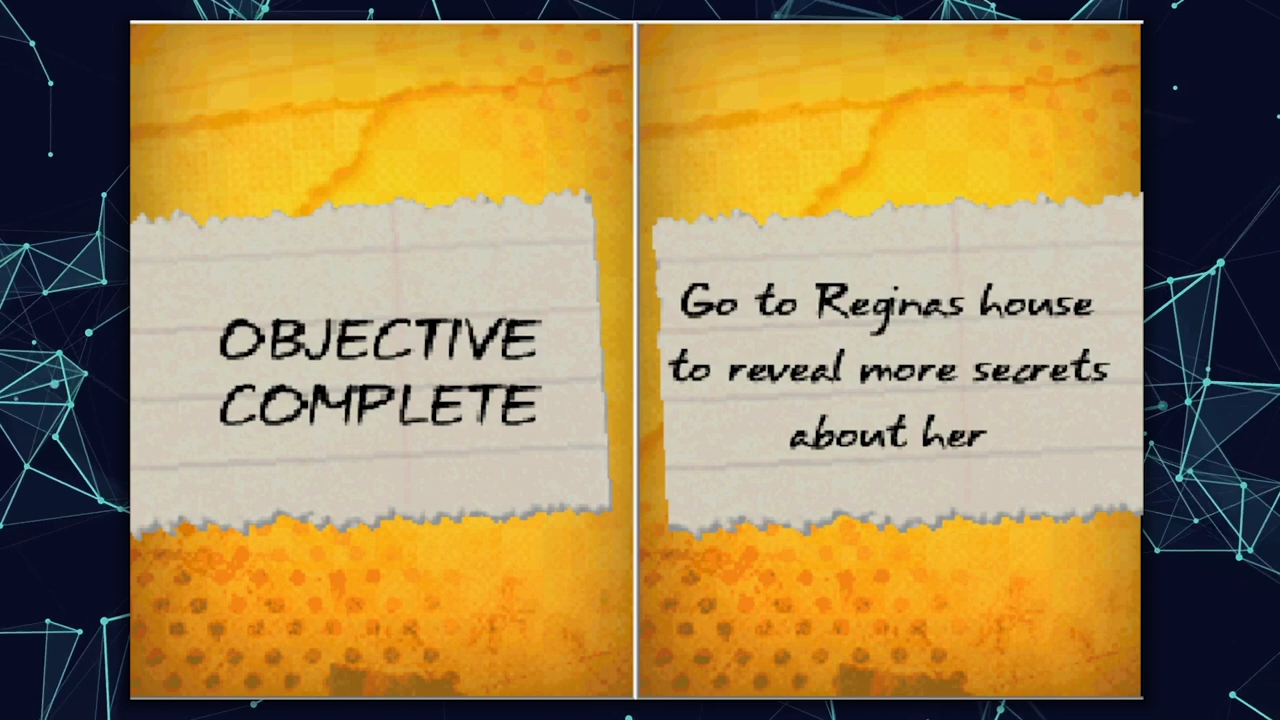 OBJECTIVE
COMPLETE
Go to Reginas house
to reveal more secrets
about her